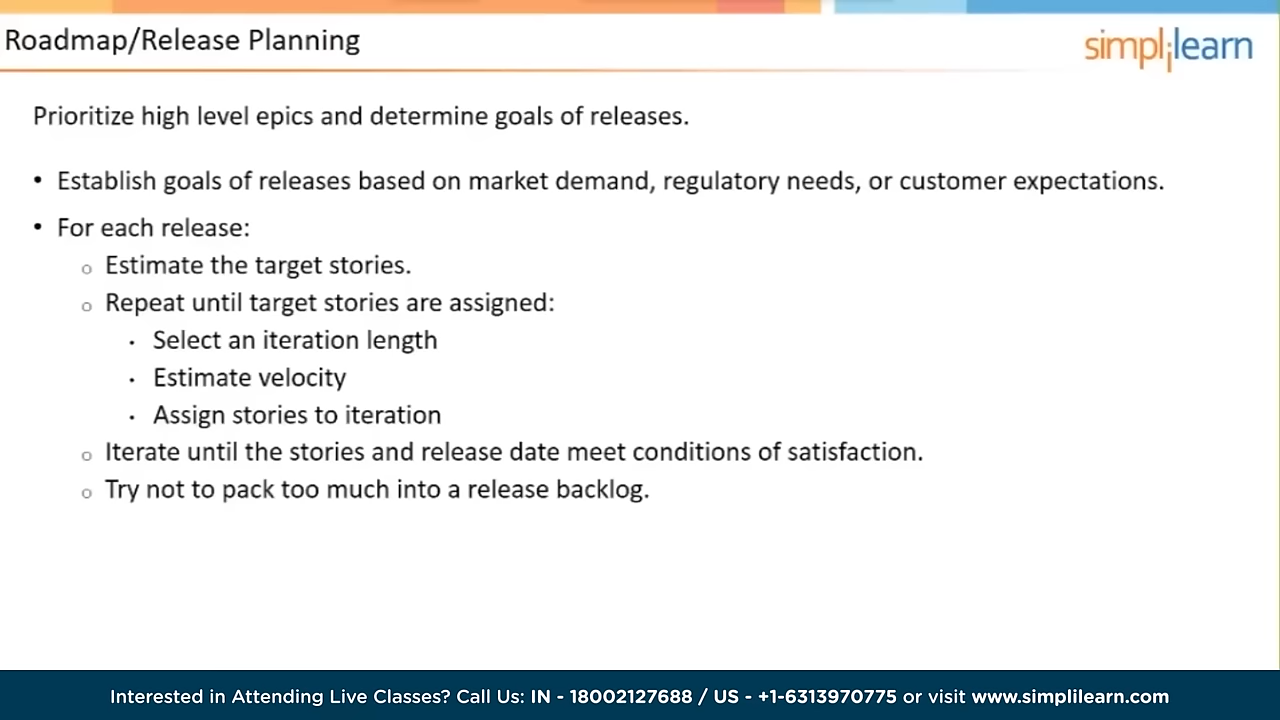 Roadmap/Release Planning
simplilearn
Prioritize high level epics and determine goals of releases.
• Establish goals of releases based on market demand, regulatory needs, or customer expectations.
• For each release:
o Estimate the target stories.
o Repeat until target stories are assigned:
· Select an iteration length
· Estimate velocity
· Assign stories to iteration
o Iterate until the stories and release date meet conditions of satisfaction.
o Try not to pack too much into a release backlog.
Interested in Attending Live Classes? Call Us: IN - 18002127688 / US - +1-6313970775 or visit www.simplilearn.com